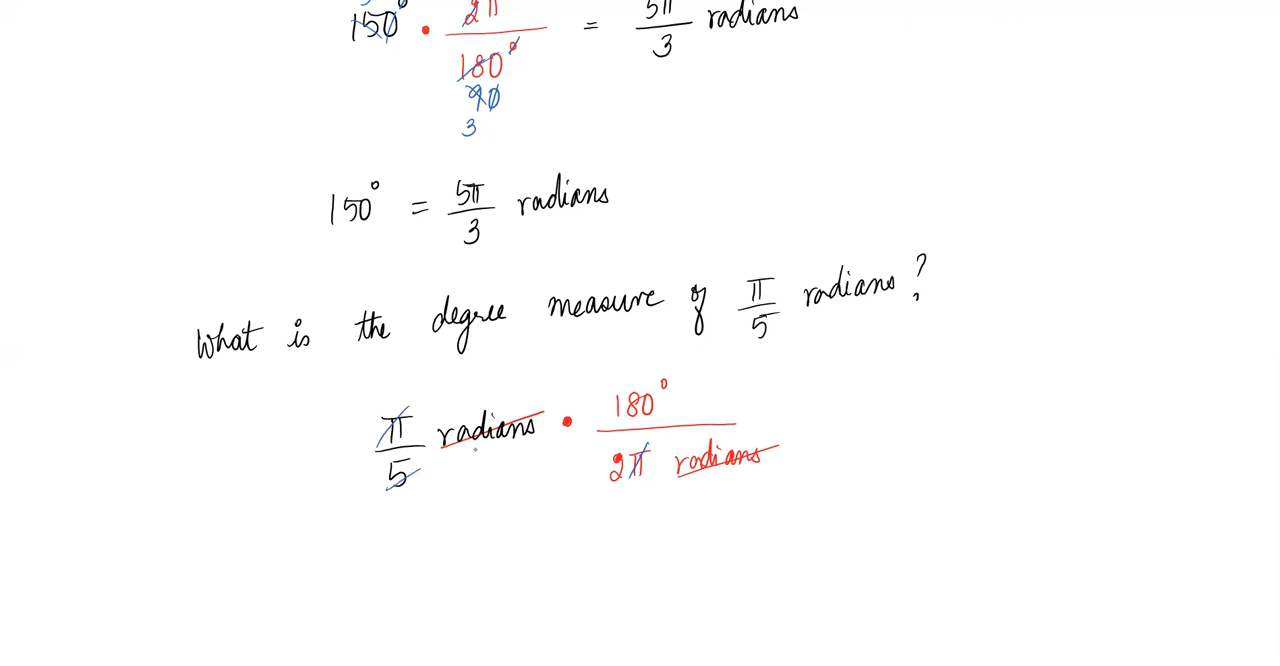 150° · 2π = 5π/3 radians
180°
90
3
150° = 5π/3 radians
What is the degree measure of π/5 radians?
π/5 radians · 180° / 2π radians